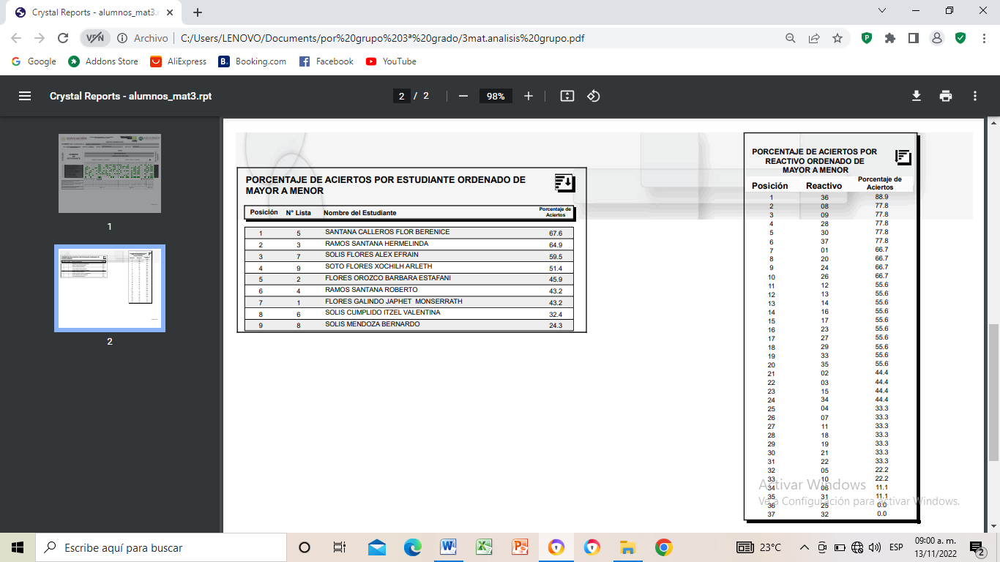 Crystal Reports - alumnos_mat3.r
VPN
Archivo
C:/Users/LENOVO/Documents/por%20grupo%203ª%20grado/3mat.analisis%20grupo.pdf
Google
Addons Store
AliExpress
Booking.com
Facebook
YouTube
Crystal Reports - alumnos_mat3.rpt
2 / 2
98%
1
2
PORCENTAJE DE ACIERTOS POR ESTUDIANTE ORDENADO DE
MAYOR A MENOR
Posición N° Lista Nombre del Estudiante Porcentaje de Aciertos
1 5 SANTANA CALLEROS FLOR BERENICE 67.6
2 3 RAMOS SANTANA HERMELINDA 64.9
3 7 SOLIS FLORES ALEX EFRAIN 59.5
4 9 SOTO FLORES XOCHILH ARLETH 51.4
5 2 FLORES OROZCO BARBARA ESTAFANI 45.9
6 4 RAMOS SANTANA ROBERTO 43.2
7 1 FLORES GALINDO JAPHET MONSERRATH 43.2
8 6 SOLIS CUMPLIDO ITZEL VALENTINA 32.4
9 8 SOLIS MENDOZA BERNARDO 24.3
PORCENTAJE DE ACIERTOS POR
REACTIVO ORDENADO DE
MAYOR A MENOR
Posición Reactivo Porcentaje de Aciertos
1 36 88.9
2 08 77.8
3 09 77.8
4 28 77.8
5 30 77.8
6 37 77.8
7 01 66.7
8 20 66.7
9 24 66.7
10 26 66.7
11 12 55.6
12 13 55.6
13 14 55.6
14 16 55.6
15 17 55.6
16 23 55.6
17 27 55.6
18 29 55.6
19 33 55.6
20 35 55.6
21 02 44.4
22 03 44.4
23 15 44.4
24 34 44.4
25 04 33.3
26 07 33.3
27 11 33.3
28 18 33.3
29 19 33.3
30 21 33.3
31 22 33.3
32 05 22.2
33 10 22.2
34 06 11.1
35 31 11.1
36 25 0.0
37 32 0.0
Activar Windows
Ve a Configuración para activar Windows.
Escribe aquí para buscar
23°C
ESP
09:00 a. m.
13/11/2022
2